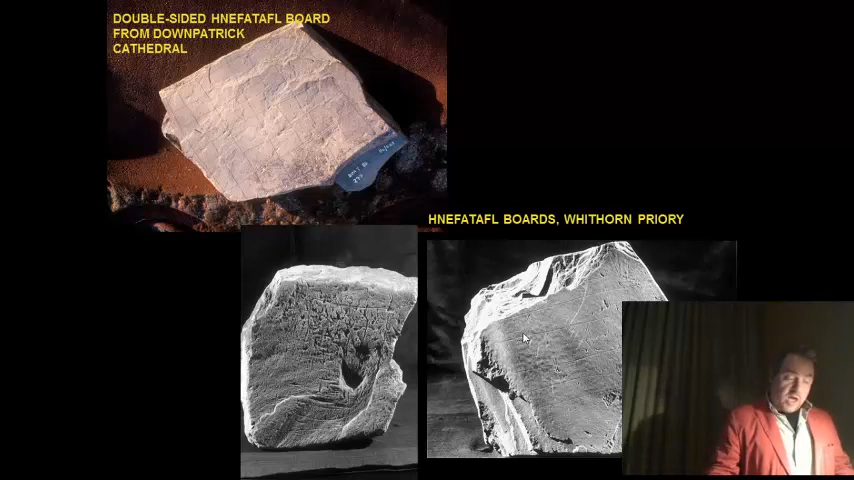 DOUBLE-SIDED HNEFATAFL BOARD
FROM DOWNPATRICK
CATHEDRAL
HNEFATAFL BOARDS, WHITHORN PRIORY